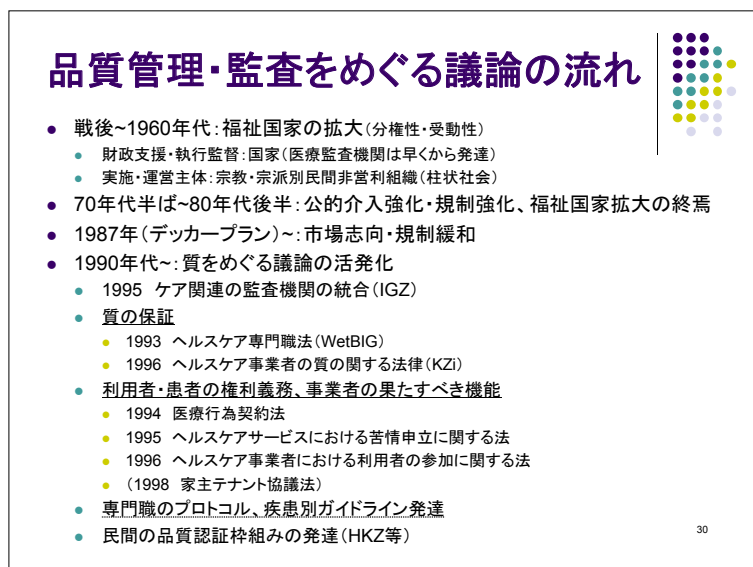 品質管理・監査をめぐる議論の流れ
戦後~1960年代：福祉国家の拡大（分権性・受動性）
財政支援・執行監督：国家（医療監査機関は早くから発達）
実施・運営主体：宗教・宗派別民間非営利組織（柱状社会）
70年代半ば~80年代後半：公的介入強化・規制強化、福祉国家拡大の終焉
1987年（デッカープラン）~：市場志向・規制緩和
1990年代~：質をめぐる議論の活発化
1995 ケア関連の監査機関の統合（IGZ）
質の保証
1993 ヘルスケア専門職法（WetBIG）
1996 ヘルスケア事業者の質の関する法律（KZi）
利用者・患者の権利義務、事業者の果たすべき機能
1994 医療行為契約法
1995 ヘルスケアサービスにおける苦情申立に関する法
1996 ヘルスケア事業者における利用者の参加に関する法
（1998 家主テナント協議法）
専門職のプロトコル、疾患別ガイドライン発達
民間の品質認証枠組みの発達（HKZ等）
30